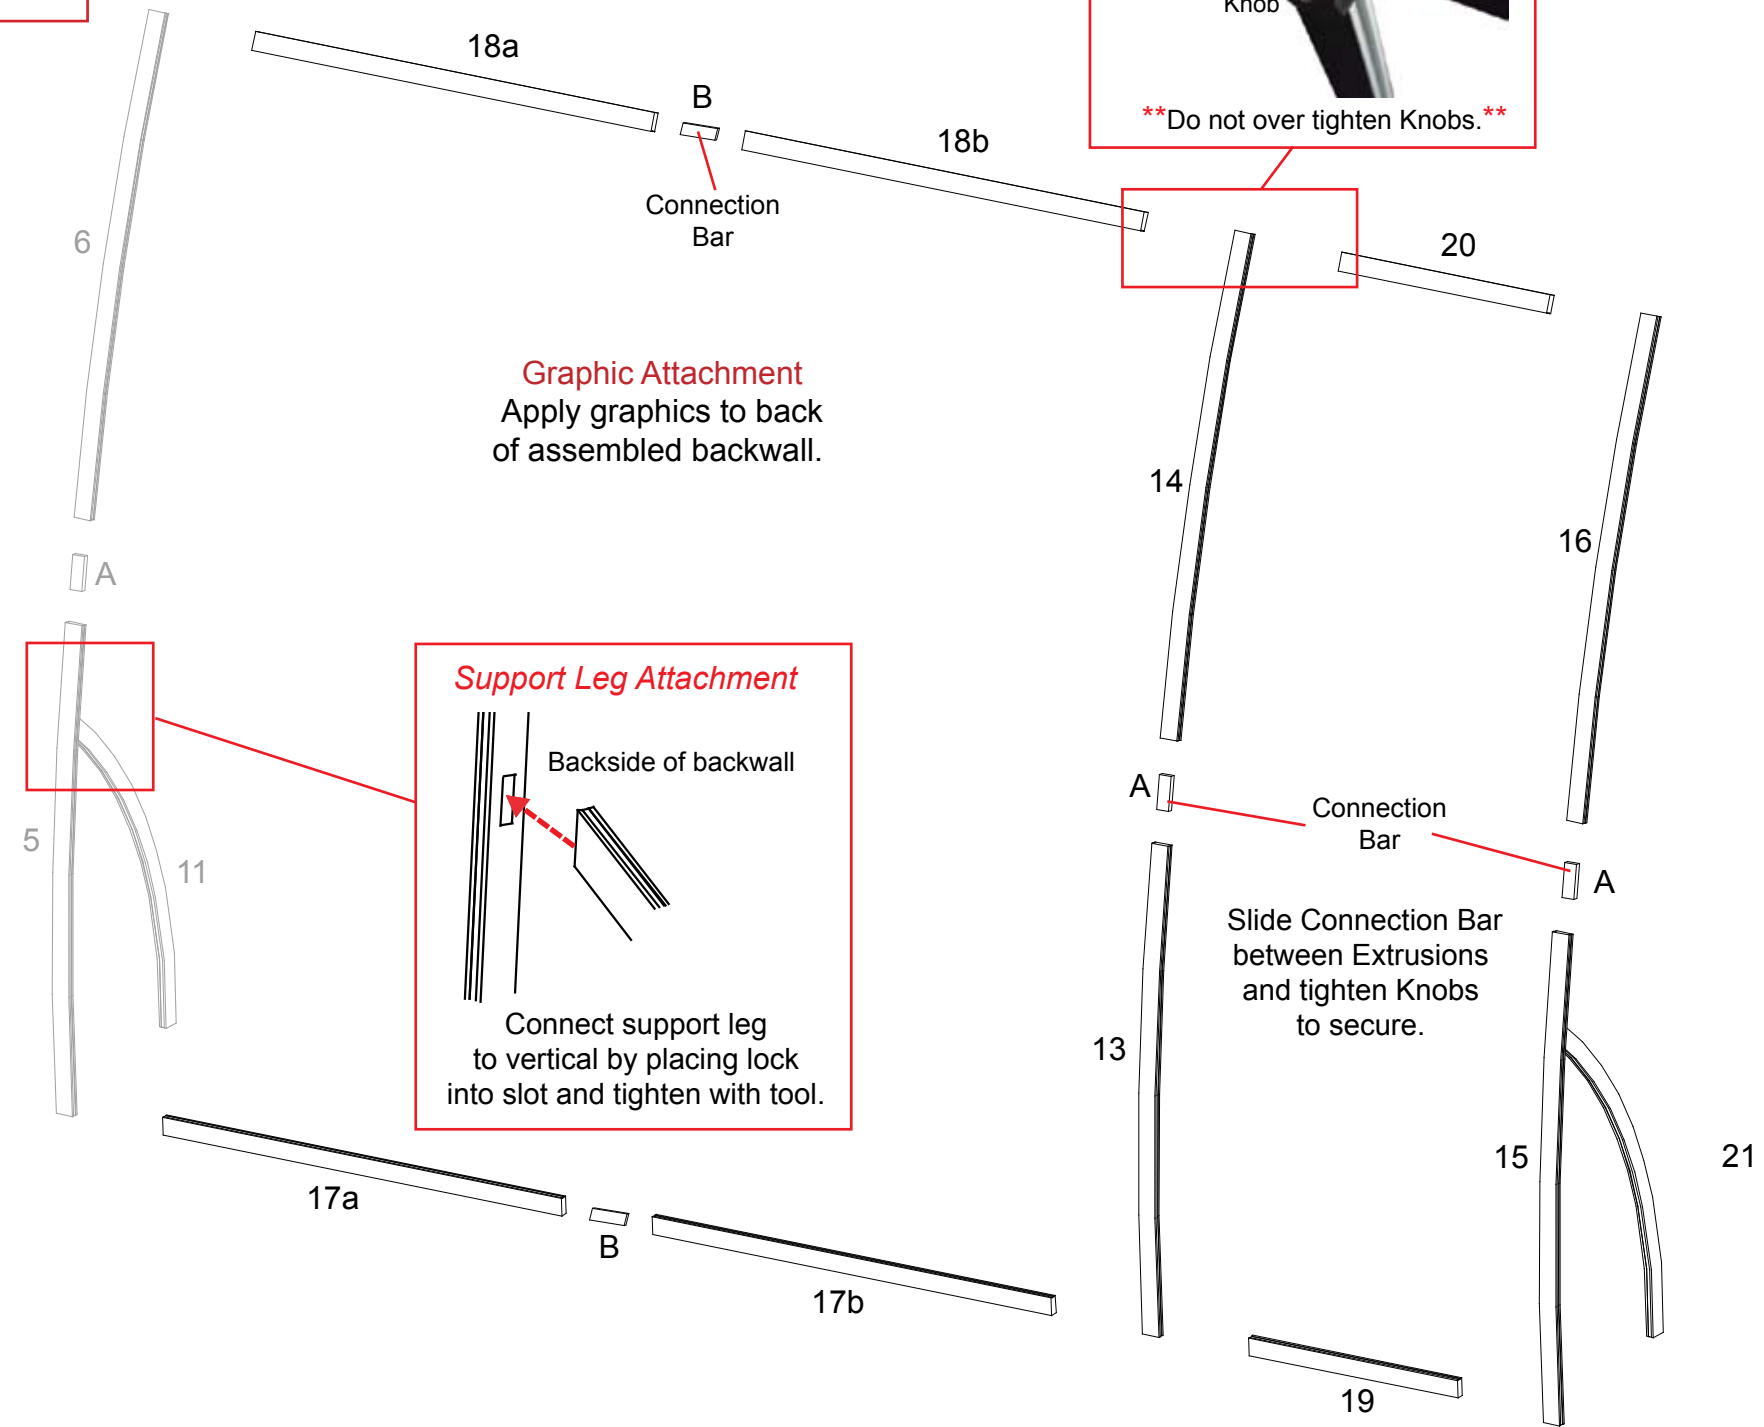 Knob
**Do not over tighten Knobs.**
18a
B
18b
Connection
Bar
6
20
Graphic Attachment
Apply graphics to back
of assembled backwall.
14
16
A
Support Leg Attachment
Backside of backwall
Connect support leg
to vertical by placing lock
into slot and tighten with tool.
5
11
A
Connection
Bar
A
Slide Connection Bar
between Extrusions
and tighten Knobs
to secure.
13
15
21
17a
B
17b
19